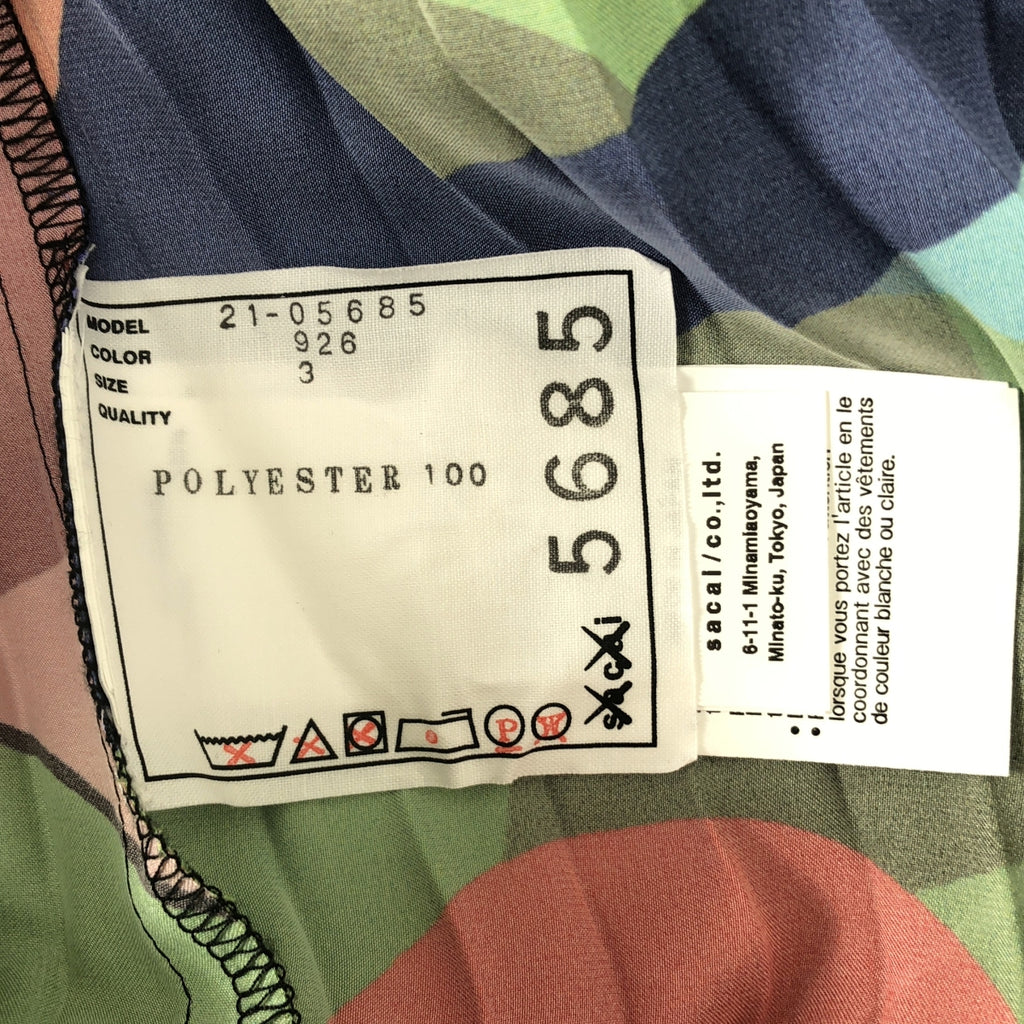 MODEL 21-05685
COLOR 926
SIZE 3
QUALITY
POLYESTER 100
5685
sacai
P
W
sacaI/co.,ltd.
6-11-1 Minamiaoyama,
Minato-ku, Tokyo, Japan
lorsque vous portez l'article en le
coordonnant avec des vêtements
de couleur blanche ou claire.